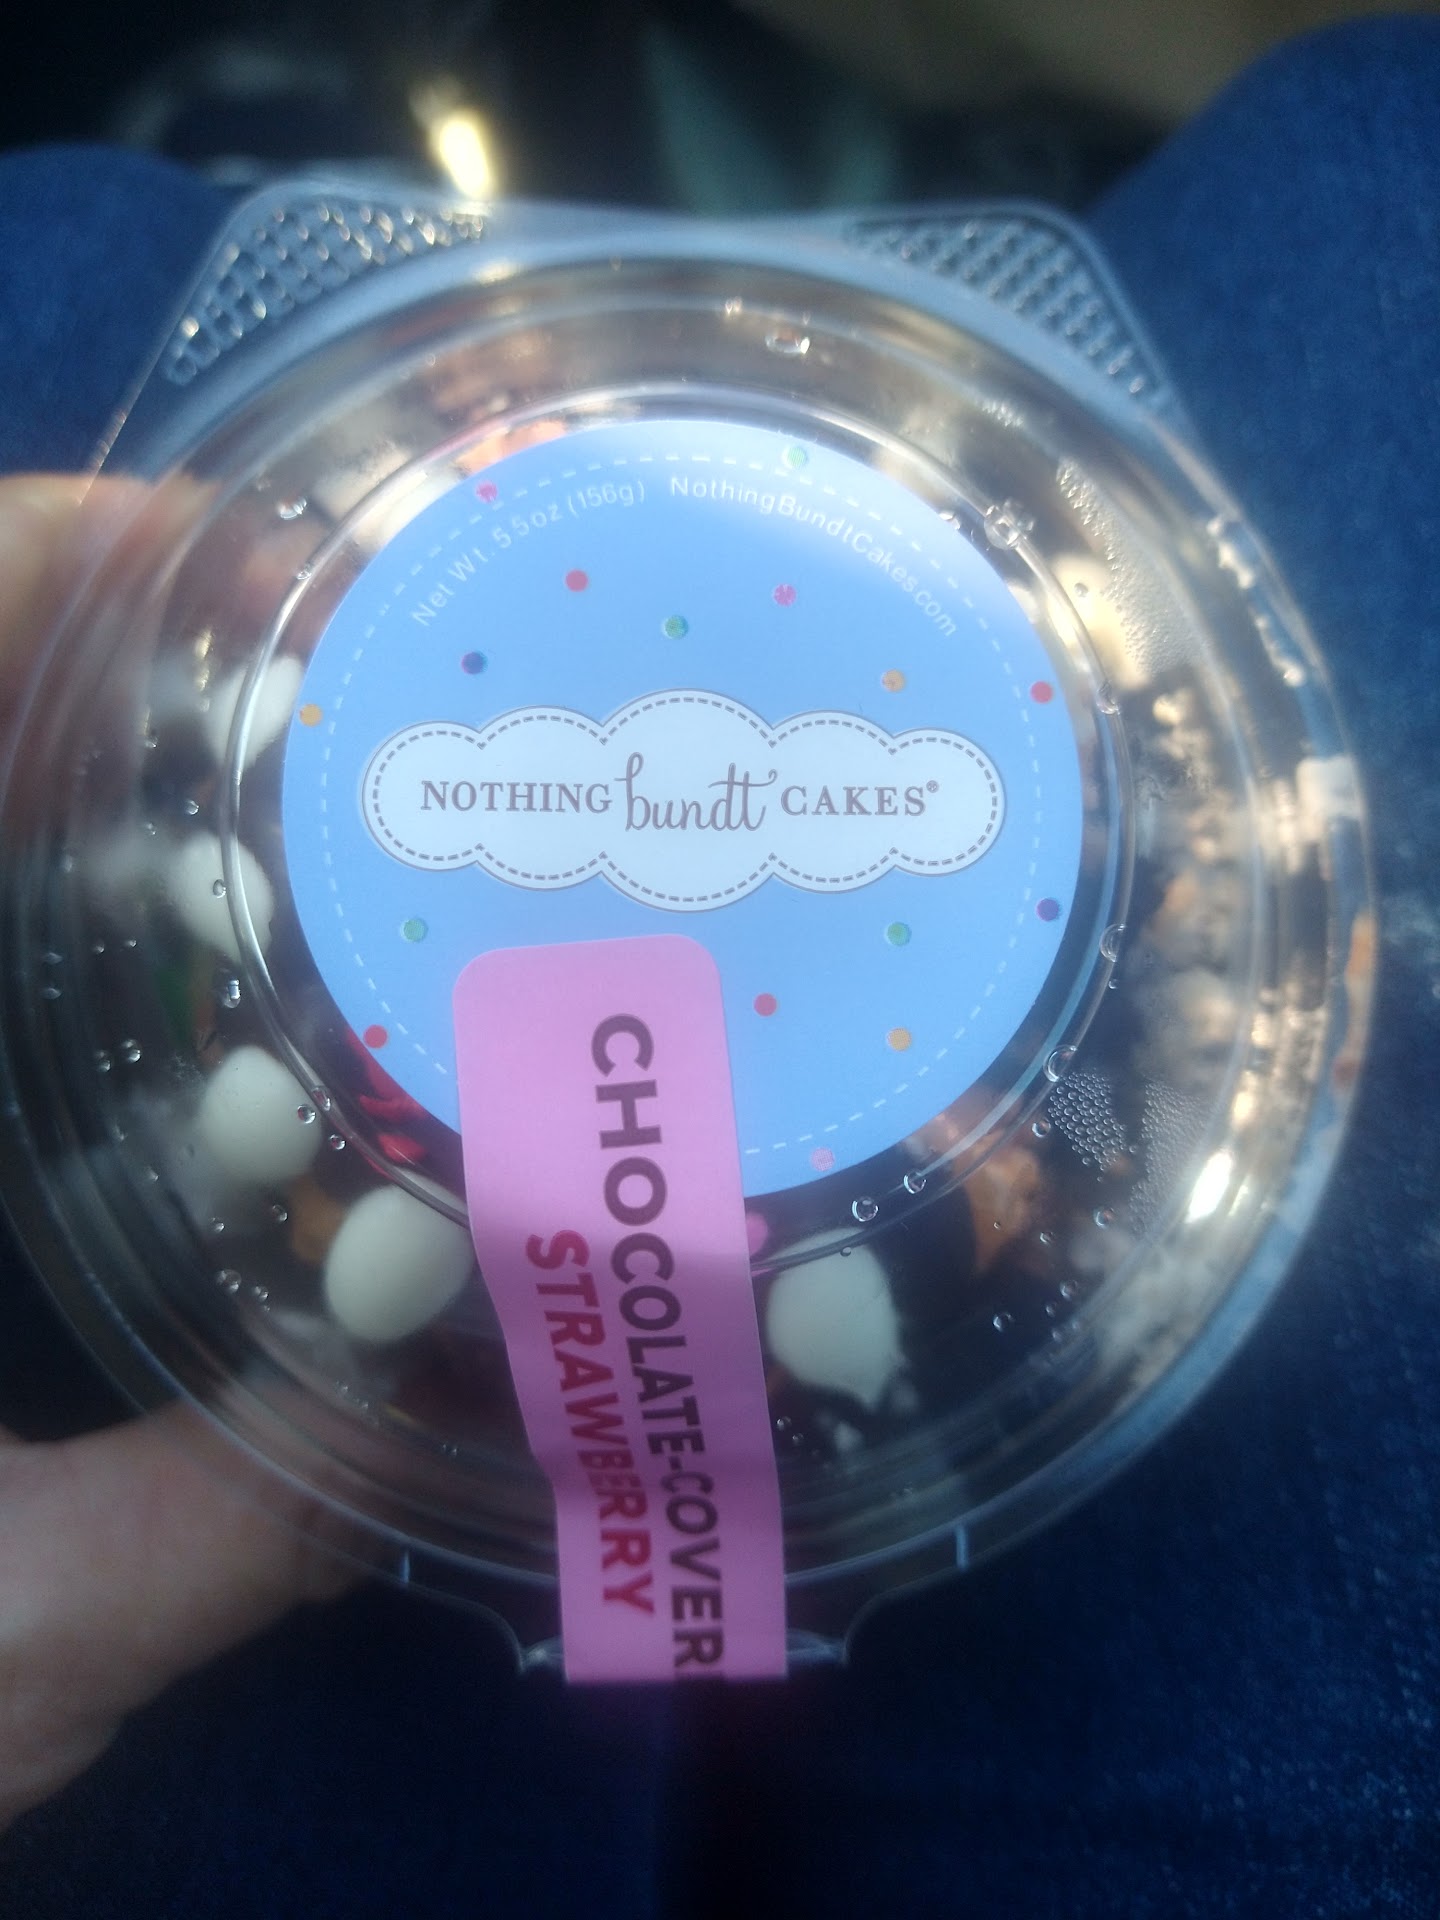 Net Wt. 5.5oz (156g) NothingBundtCakes.com
NOTHING bundt CAKES®
CHOCOLATE-COVER
STRAWBERRY